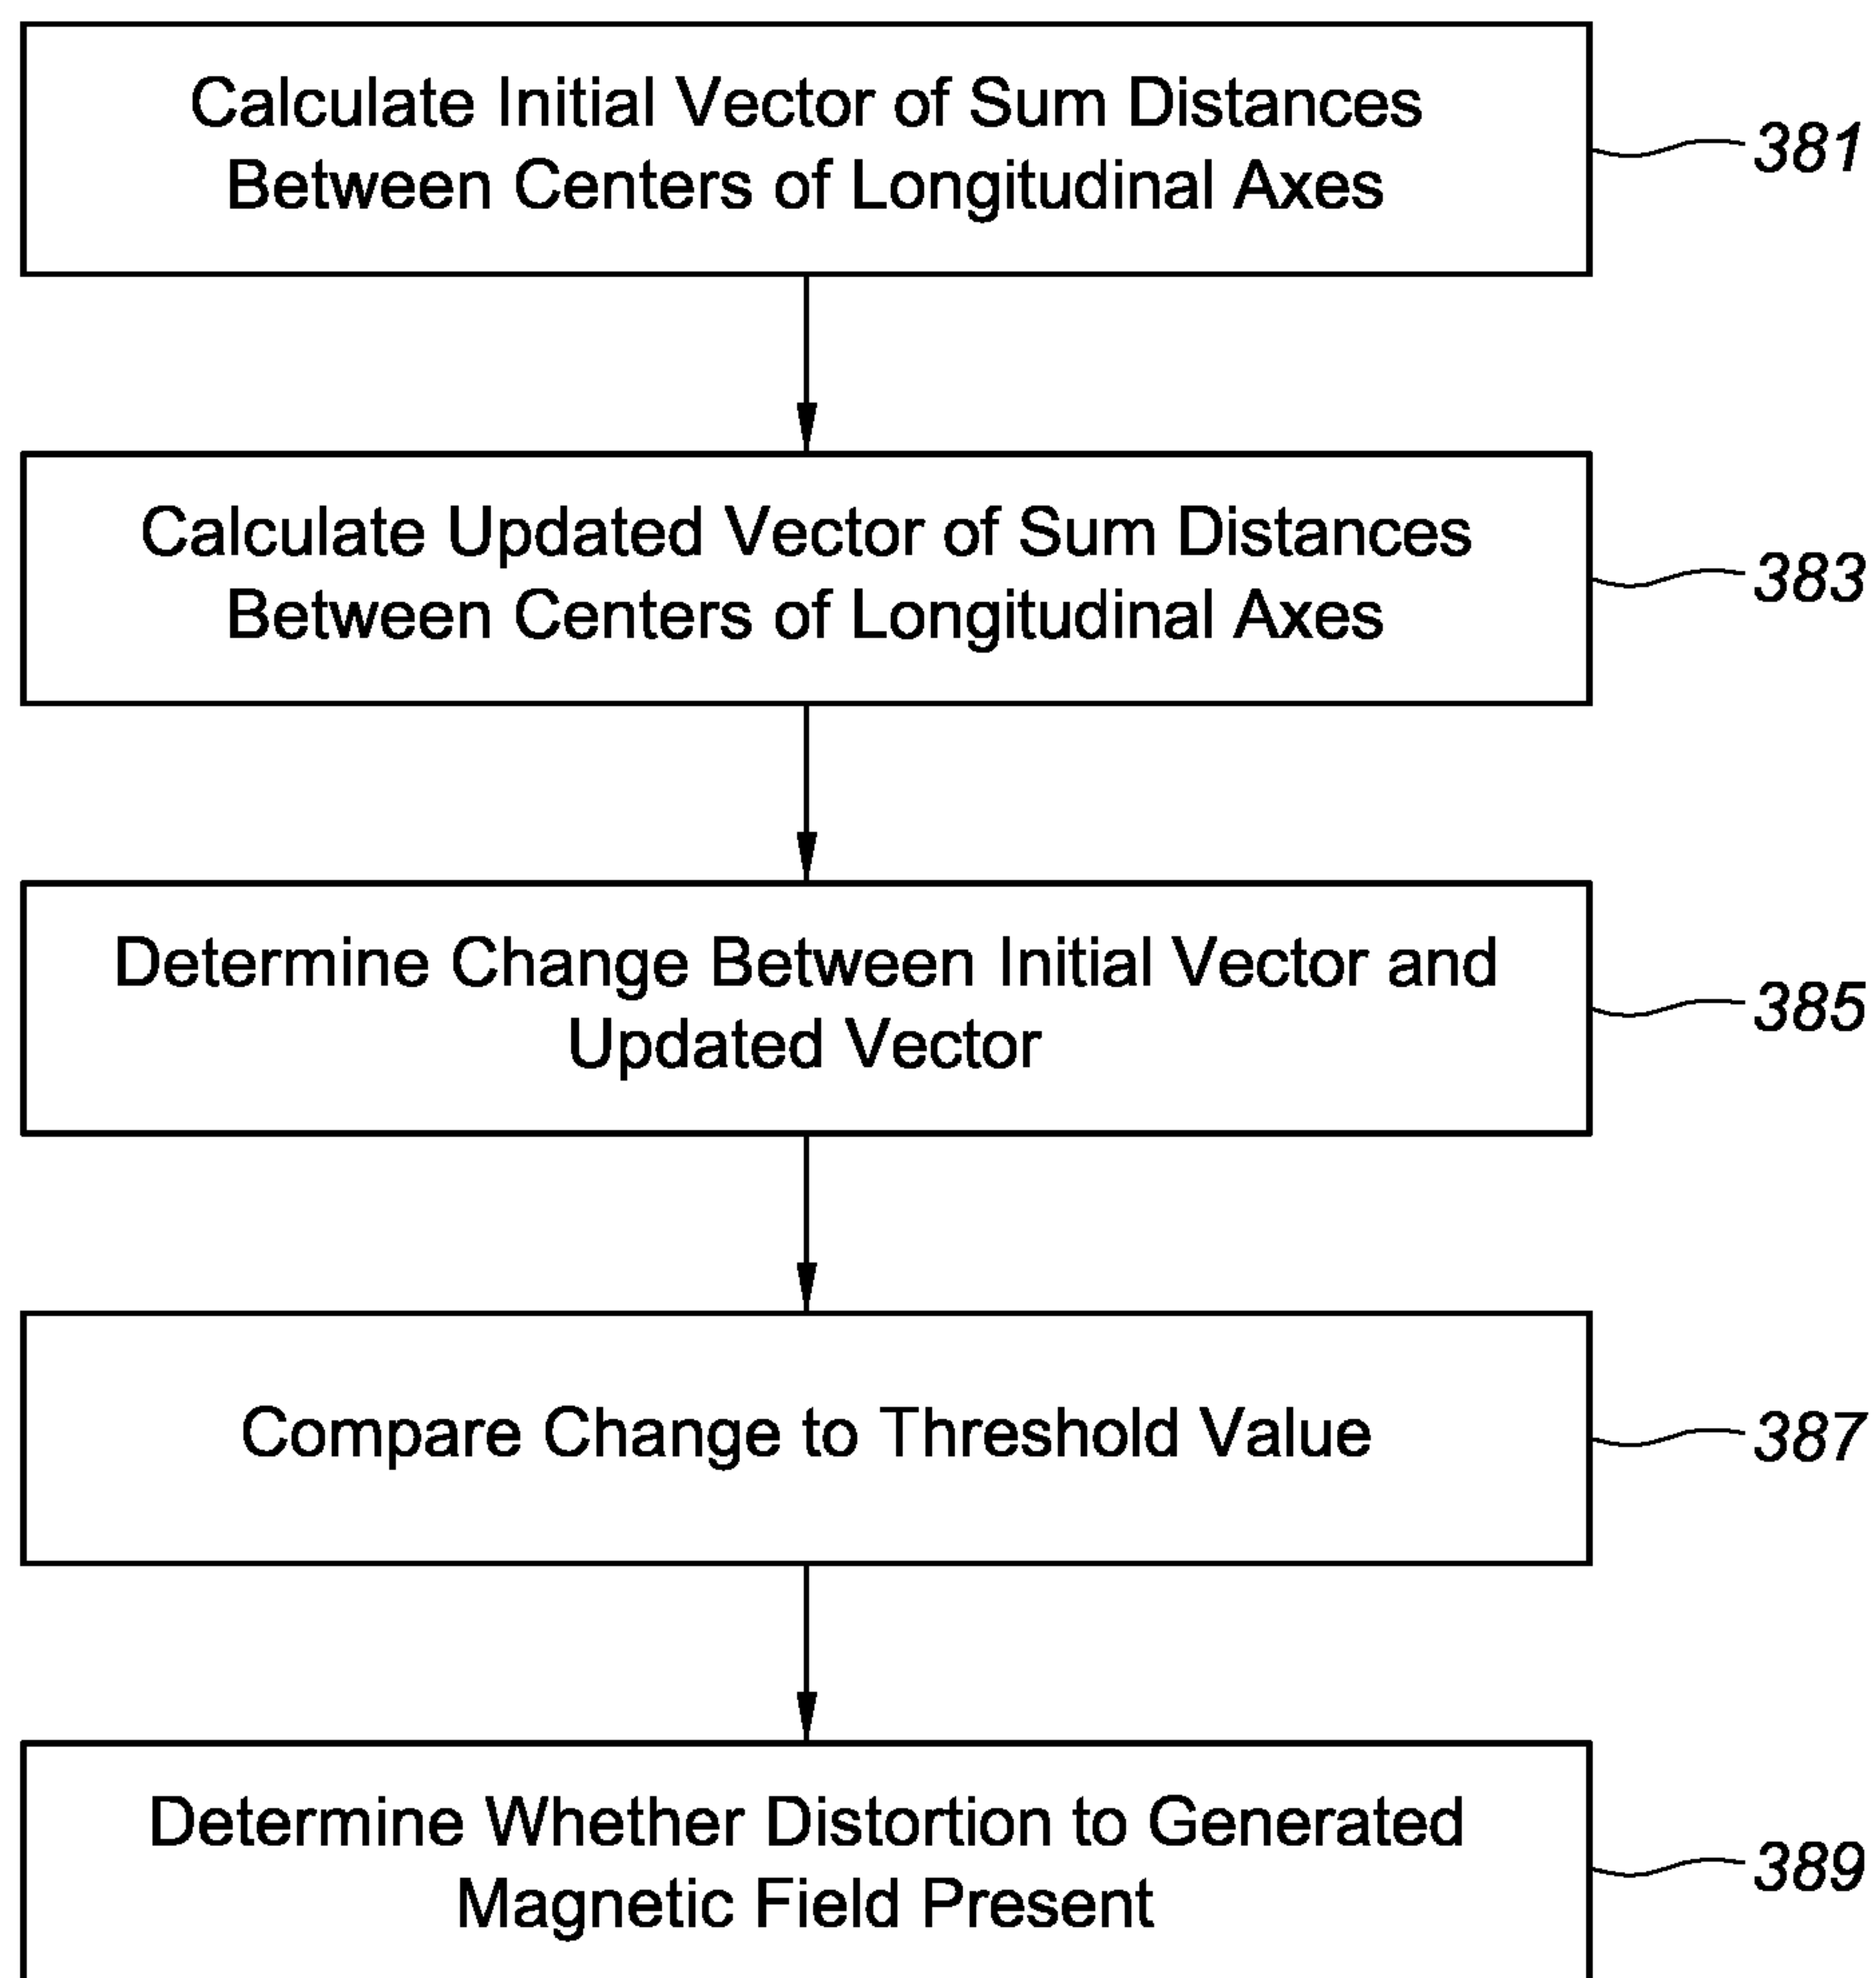 Calculate Initial Vector of Sum Distances
Between Centers of Longitudinal Axes
381
Calculate Updated Vector of Sum Distances
Between Centers of Longitudinal Axes
383
Determine Change Between Initial Vector and
Updated Vector
385
Compare Change to Threshold Value
387
Determine Whether Distortion to Generated
Magnetic Field Present
389